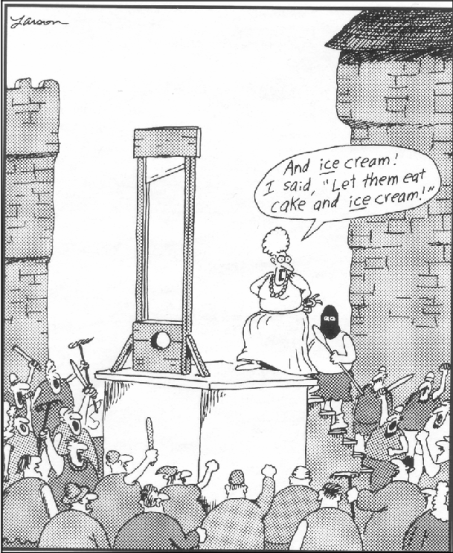 Larson
And ice cream!
I said, "Let them eat
cake and ice cream!"